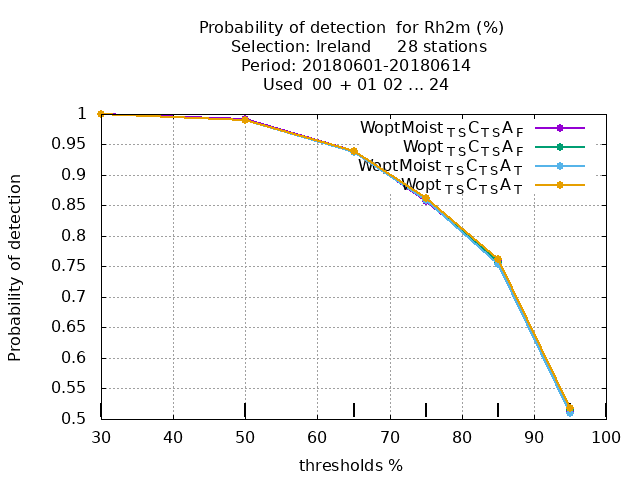 Probability of detection  for Rh2m (%)
Selection: Ireland     28 stations
Period: 20180601-20180614
Used  00 + 01 02 ... 24
WoptMoist TS C TS A F
Wopt TS C TS A F
WoptMoist TS C TS A T
Wopt TS C TS A T
Probability of detection
1
0.95
0.9
0.85
0.8
0.75
0.7
0.65
0.6
0.55
0.5
30 40 50 60 70 80 90 100
thresholds %